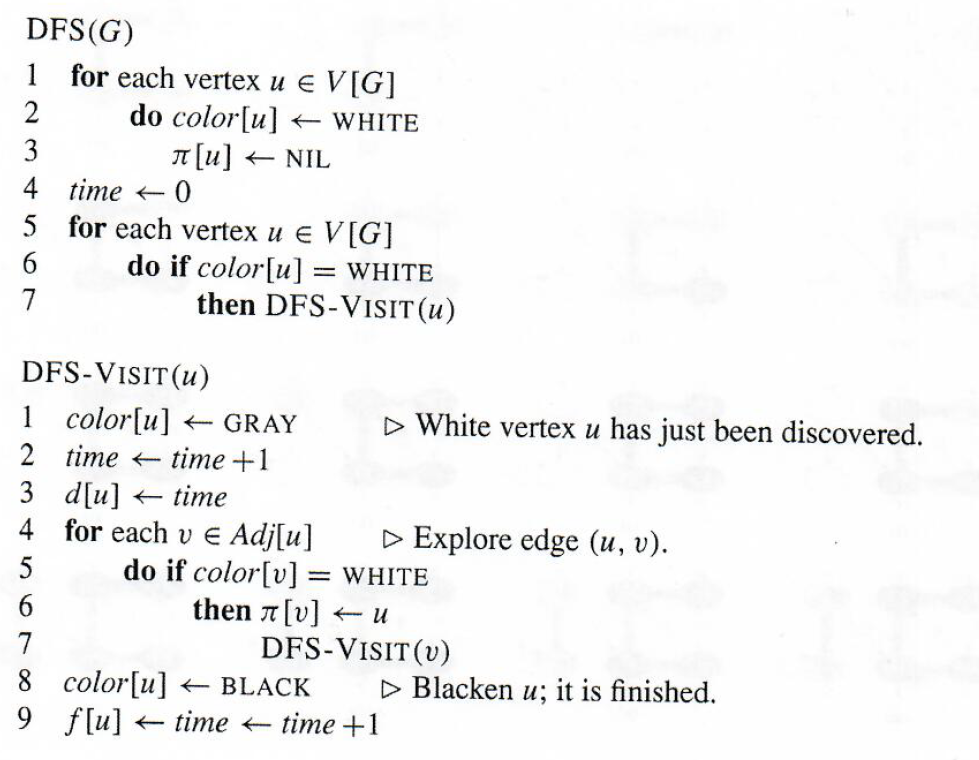 DFS(G)
1 for each vertex u ∈ V[G]
2 do color[u] ← WHITE
3 π[u] ← NIL
4 time ← 0
5 for each vertex u ∈ V[G]
6 do if color[u] = WHITE
7 then DFS-VISIT(u)
DFS-VISIT(u)
1 color[u] ← GRAY ▷ White vertex u has just been discovered.
2 time ← time +1
3 d[u] ← time
4 for each v ∈ Adj[u] ▷ Explore edge (u, v).
5 do if color[v] = WHITE
6 then π[v] ← u
7 DFS-VISIT(v)
8 color[u] ← BLACK ▷ Blacken u; it is finished.
9 f[u] ← time ← time +1